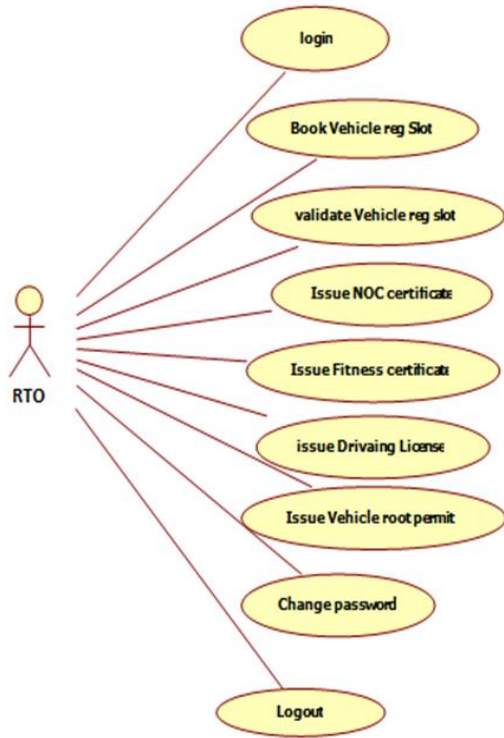 login
Book Vehicle reg Slot
validate Vehicle reg slot
Issue NOC certificate
RTO
Issue Fitness certificate
issue Drivaing License
Issue Vehicle root permit
Change password
Logout